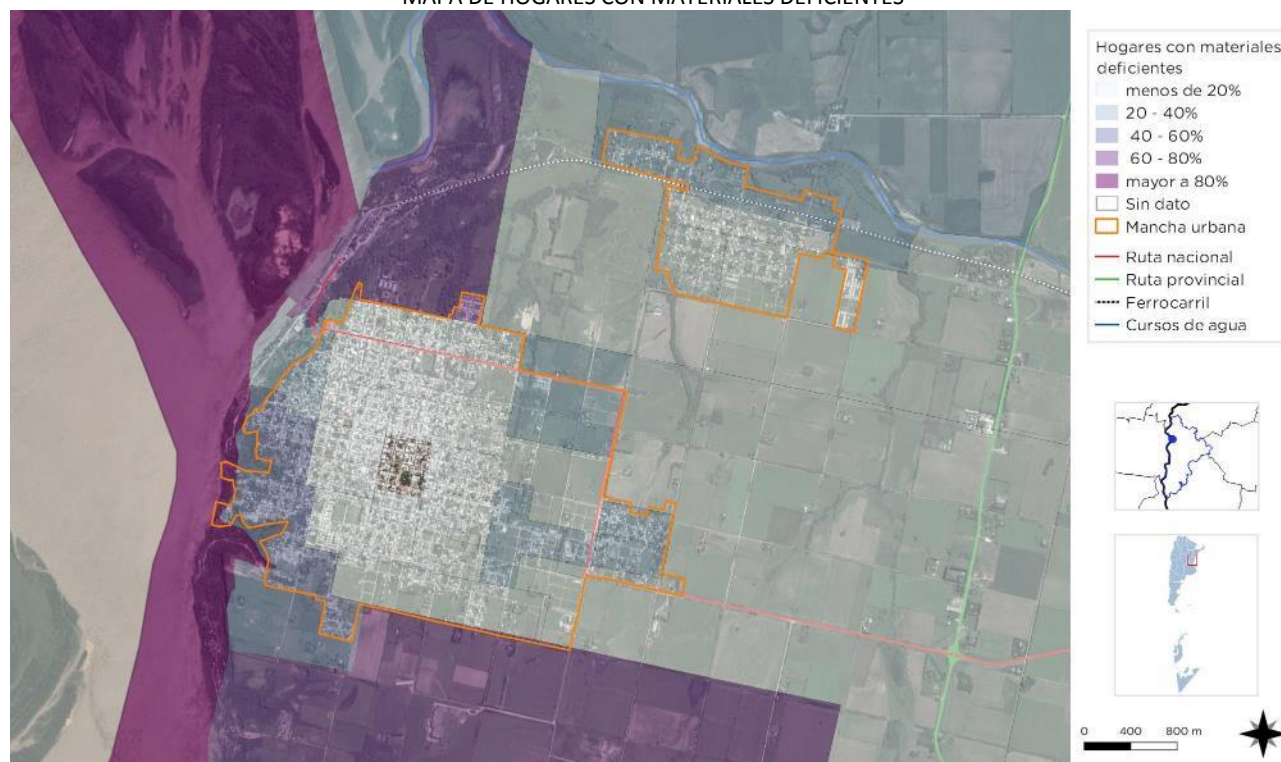 MAPA DE HOGARES CON MATERIALES DEFICIENTES
Hogares con materiales
deficientes
menos de 20%
20 - 40%
40 - 60%
60 - 80%
mayor a 80%
Sin dato
Mancha urbana
Ruta nacional
Ruta provincial
Ferrocarril
Cursos de agua
0 400 800 m